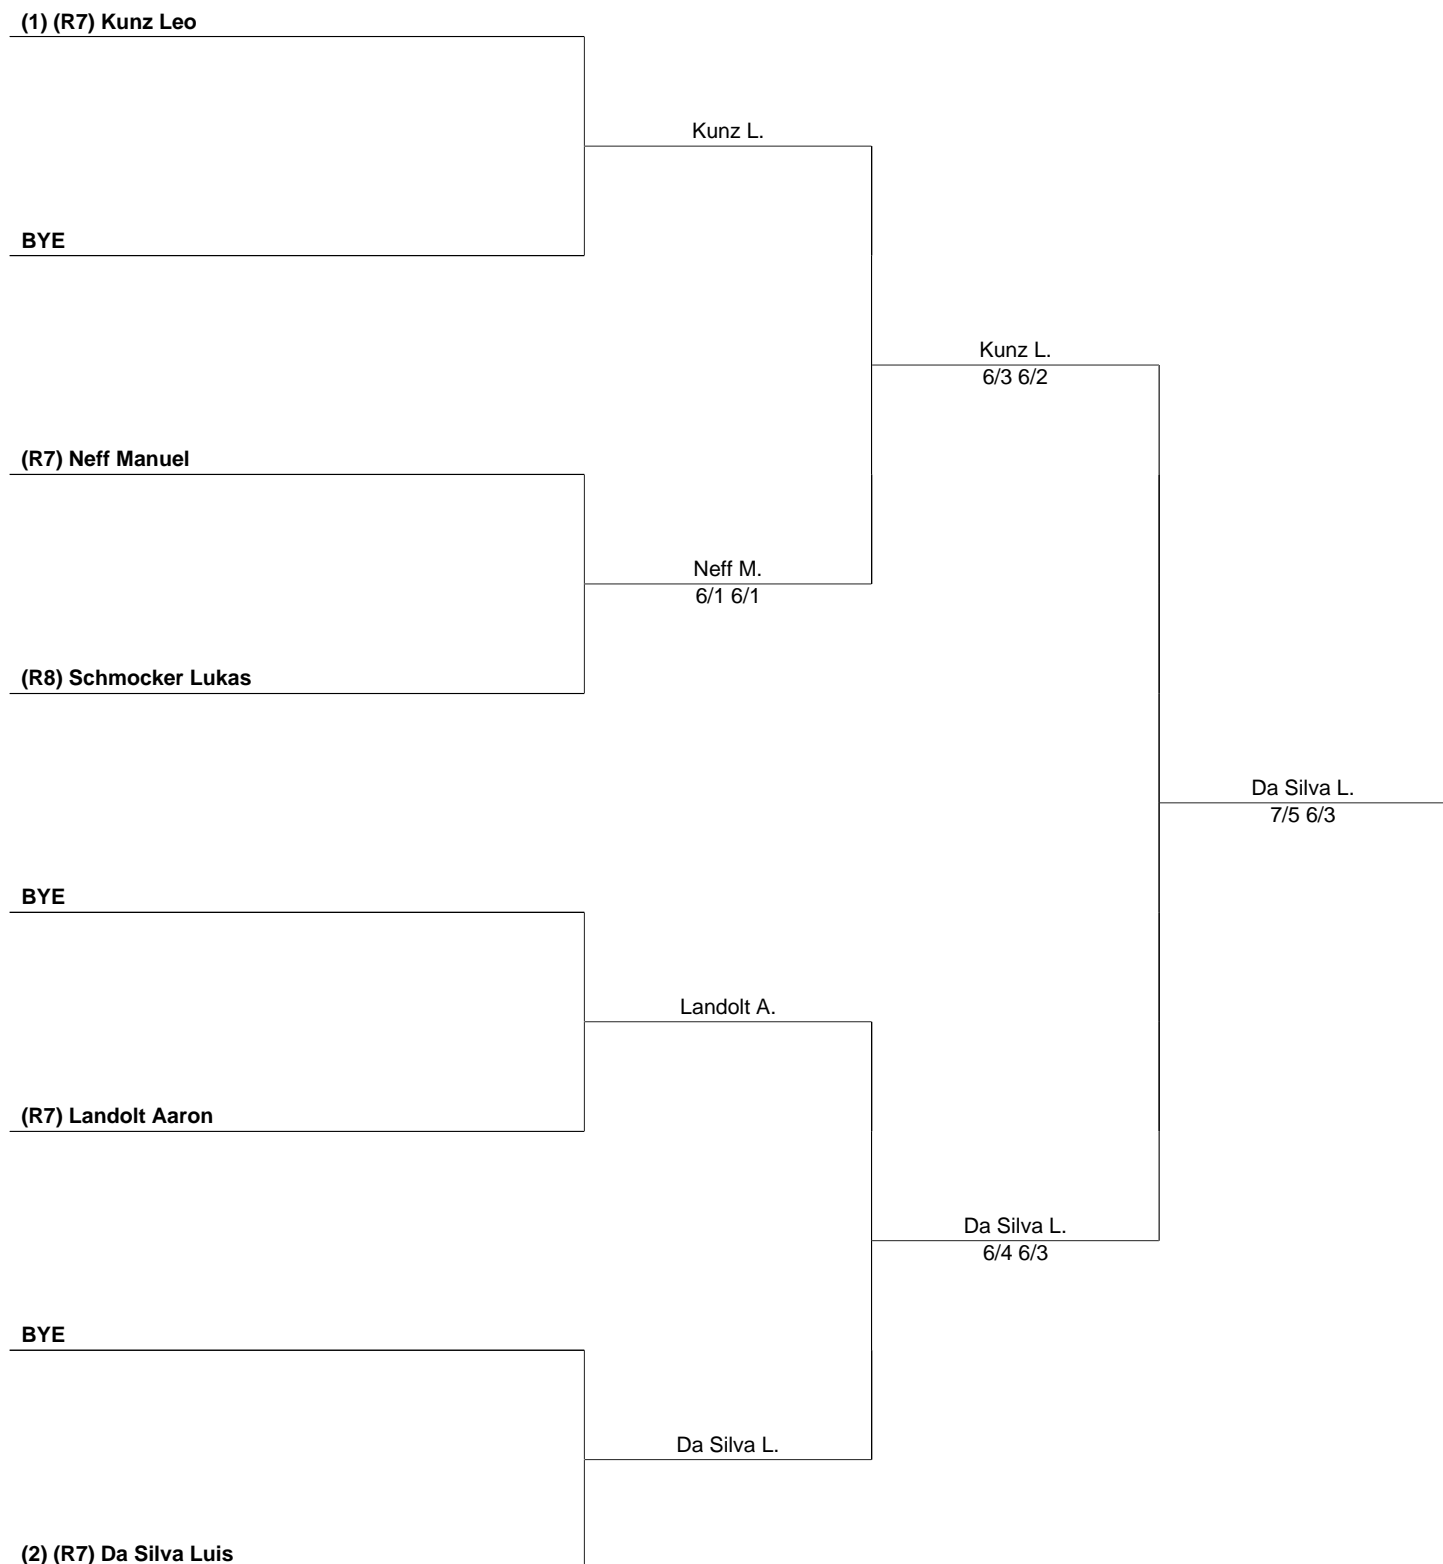 (1) (R7) Kunz Leo
Kunz L.
BYE
Kunz L.
6/3 6/2
(R7) Neff Manuel
Neff M.
6/1 6/1
(R8) Schmocker Lukas
Da Silva L.
7/5 6/3
BYE
Landolt A.
(R7) Landolt Aaron
Da Silva L.
6/4 6/3
BYE
Da Silva L.
(2) (R7) Da Silva Luis